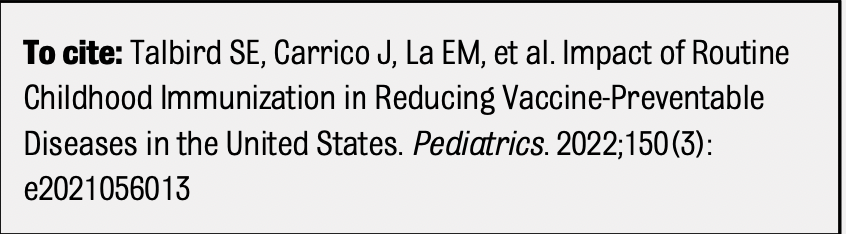 To cite: Talbird SE, Carrico J, La EM, et al. Impact of Routine
Childhood Immunization in Reducing Vaccine-Preventable
Diseases in the United States. Pediatrics. 2022;150(3):
e2021056013